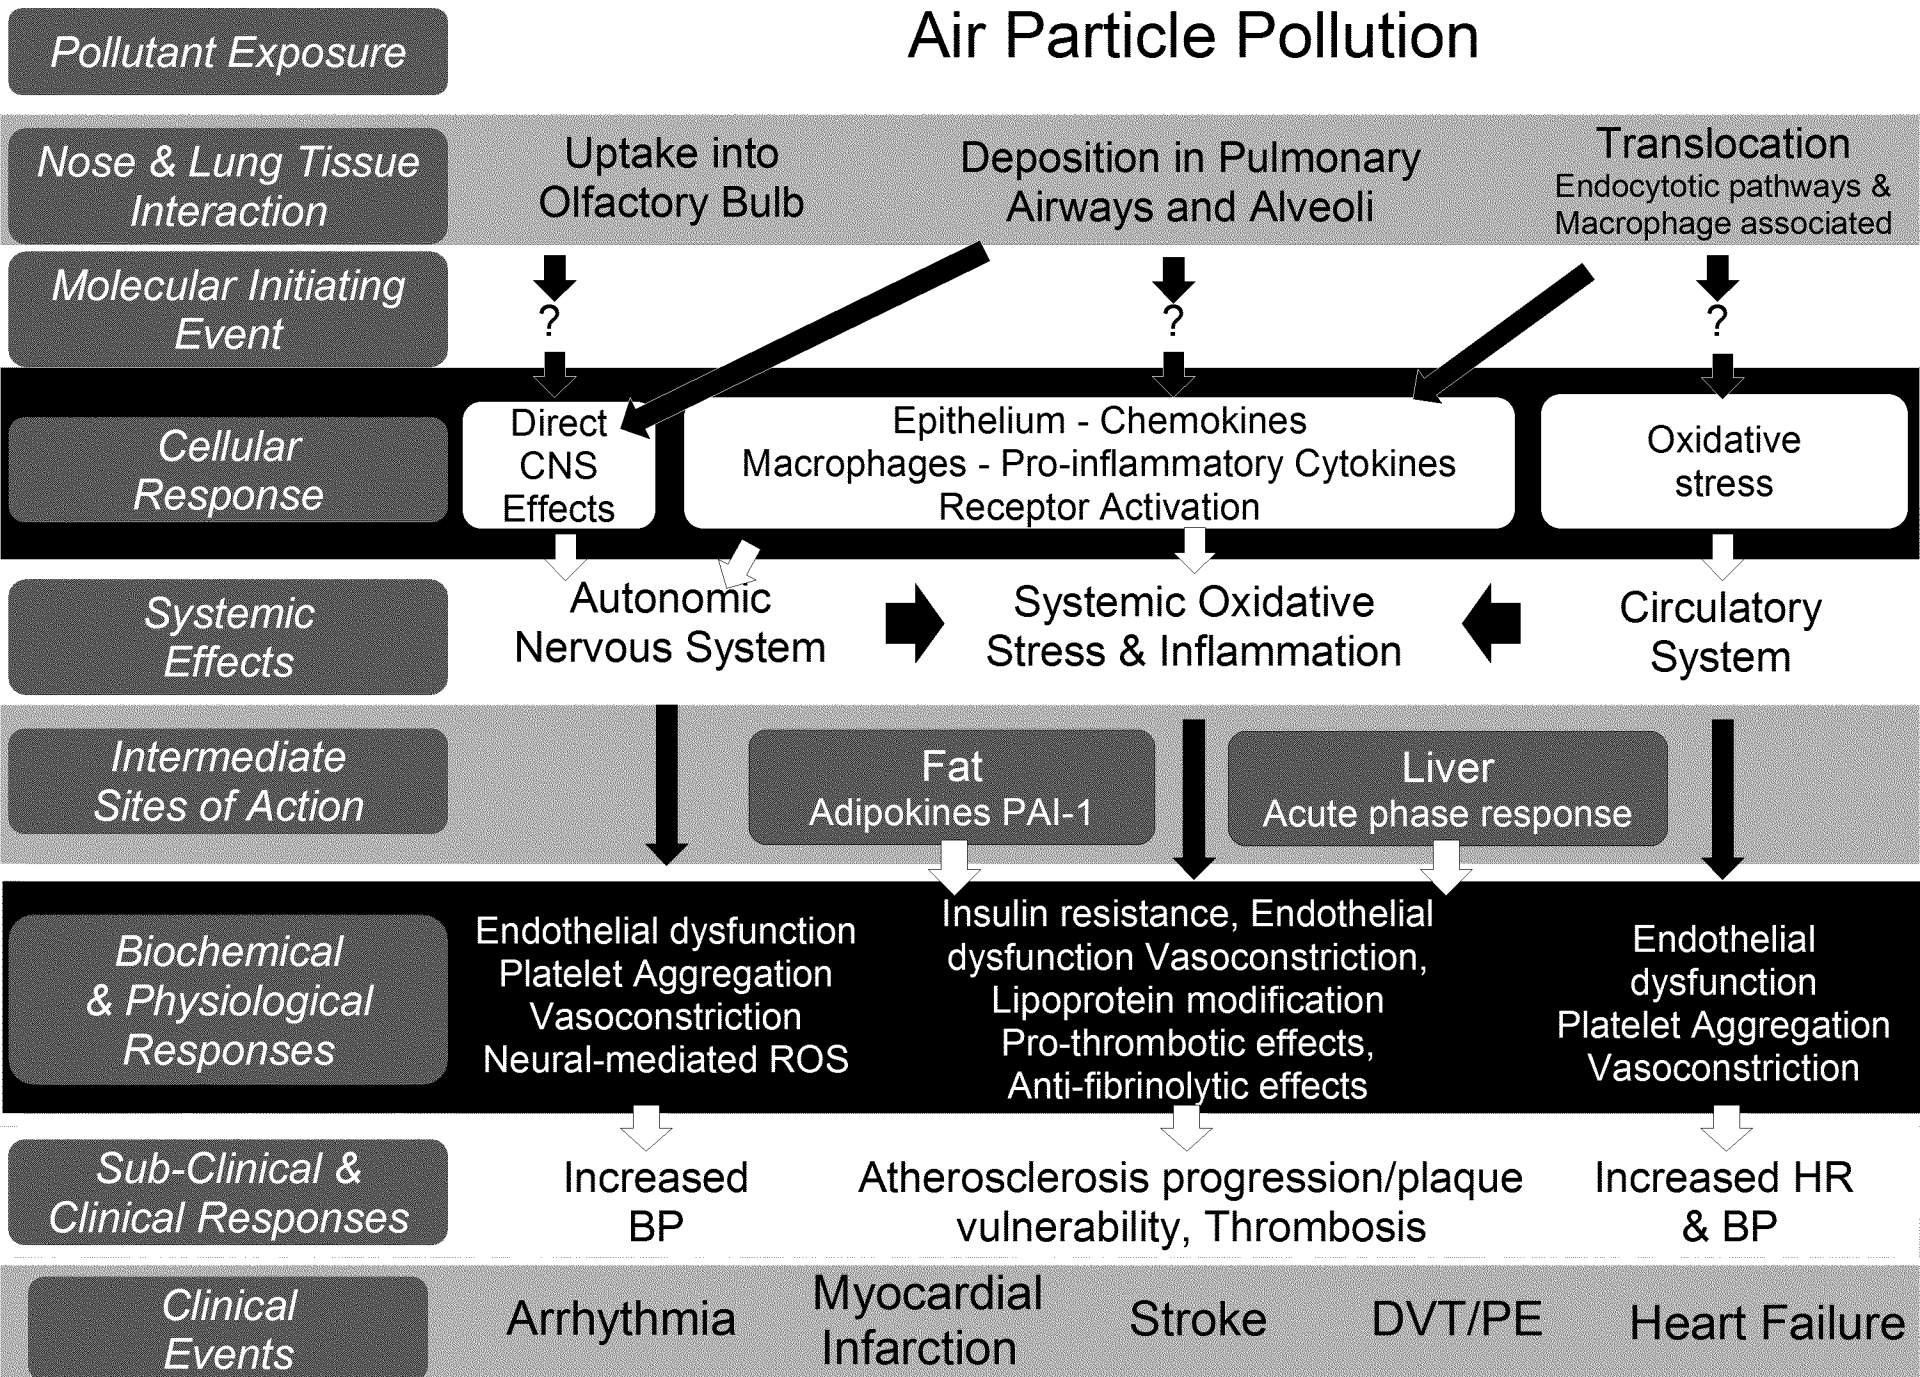 Pollutant Exposure
Air Particle Pollution
Nose & Lung Tissue
Interaction
Uptake into
Olfactory Bulb
Deposition in Pulmonary
Airways and Alveoli
Translocation
Endocytotic pathways &
Macrophage associated
Molecular Initiating
Event
?
?
?
Cellular
Response
Direct
CNS
Effects
Epithelium - Chemokines
Macrophages - Pro-inflammatory Cytokines
Receptor Activation
Oxidative
stress
Systemic
Effects
Autonomic
Nervous System
Systemic Oxidative
Stress & Inflammation
Circulatory
System
Intermediate
Sites of Action
Fat
Adipokines PAI-1
Liver
Acute phase response
Biochemical
& Physiological
Responses
Endothelial dysfunction
Platelet Aggregation
Vasoconstriction
Neural-mediated ROS
Insulin resistance, Endothelial
dysfunction Vasoconstriction,
Lipoprotein modification
Pro-thrombotic effects,
Anti-fibrinolytic effects
Endothelial
dysfunction
Platelet Aggregation
Vasoconstriction
Sub-Clinical &
Clinical Responses
Increased
BP
Atherosclerosis progression/plaque
vulnerability, Thrombosis
Increased HR
& BP
Clinical
Events
Arrhythmia
Myocardial
Infarction
Stroke
DVT/PE
Heart Failure